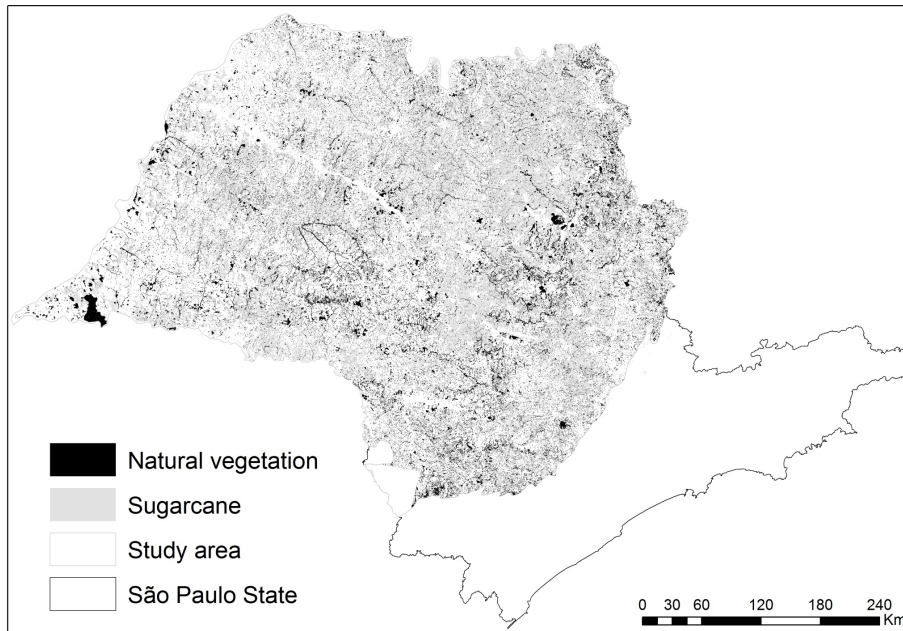 Natural vegetation
Sugarcane
Study area
São Paulo State
0 30 60 120 180 240
Km